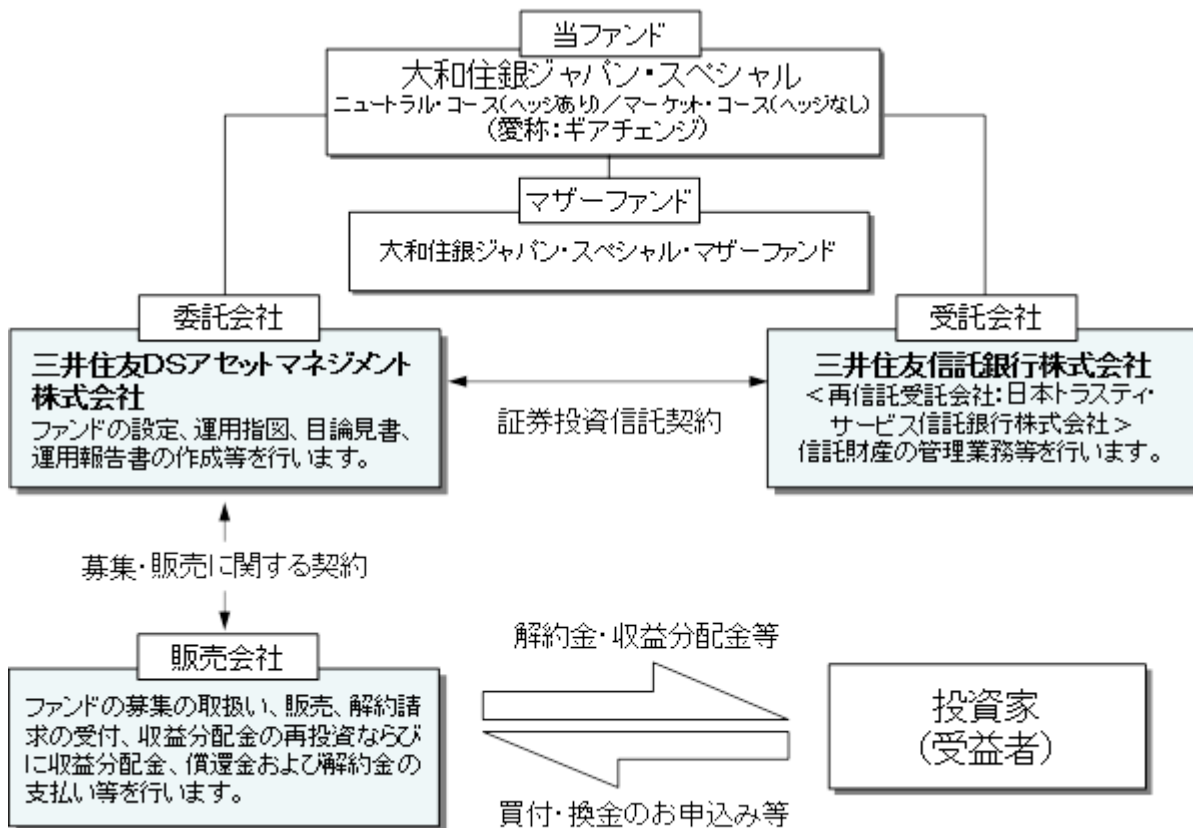 当ファンド
大和住銀ジャパン・スペシャル
ニュートラル・コース(ヘッジあり)／マーケット・コース(ヘッジなし)
(愛称：ギアチェンジ)
マザーファンド
大和住銀ジャパン・スペシャル・マザーファンド
委託会社
三井住友DSアセットマネジメント
株式会社
ファンドの設定、運用指図、目論見書、
運用報告書の作成等を行います。
証券投資信託契約
受託会社
三井住友信託銀行株式会社
＜再信託受託会社：日本トラスティ・
サービス信託銀行株式会社＞
信託財産の管理業務等を行います。
募集・販売に関する契約
販売会社
ファンドの募集の取扱い、販売、解約請
求の受付、収益分配金の再投資ならび
に収益分配金、償還金および解約金の
支払い等を行います。
解約金・収益分配金等
買付・換金のお申込み等
投資家
(受益者)